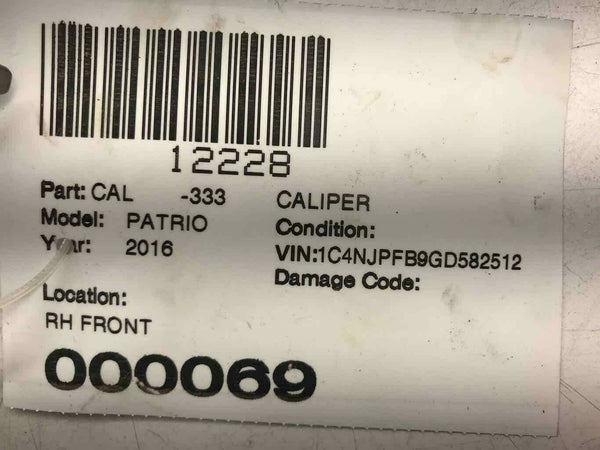 12228
Part: CAL -333 CALIPER
Model: PATRIO Condition:
Year: 2016 VIN:1C4NJPFB9GD582512
Damage Code:
Location:
RH FRONT
000069